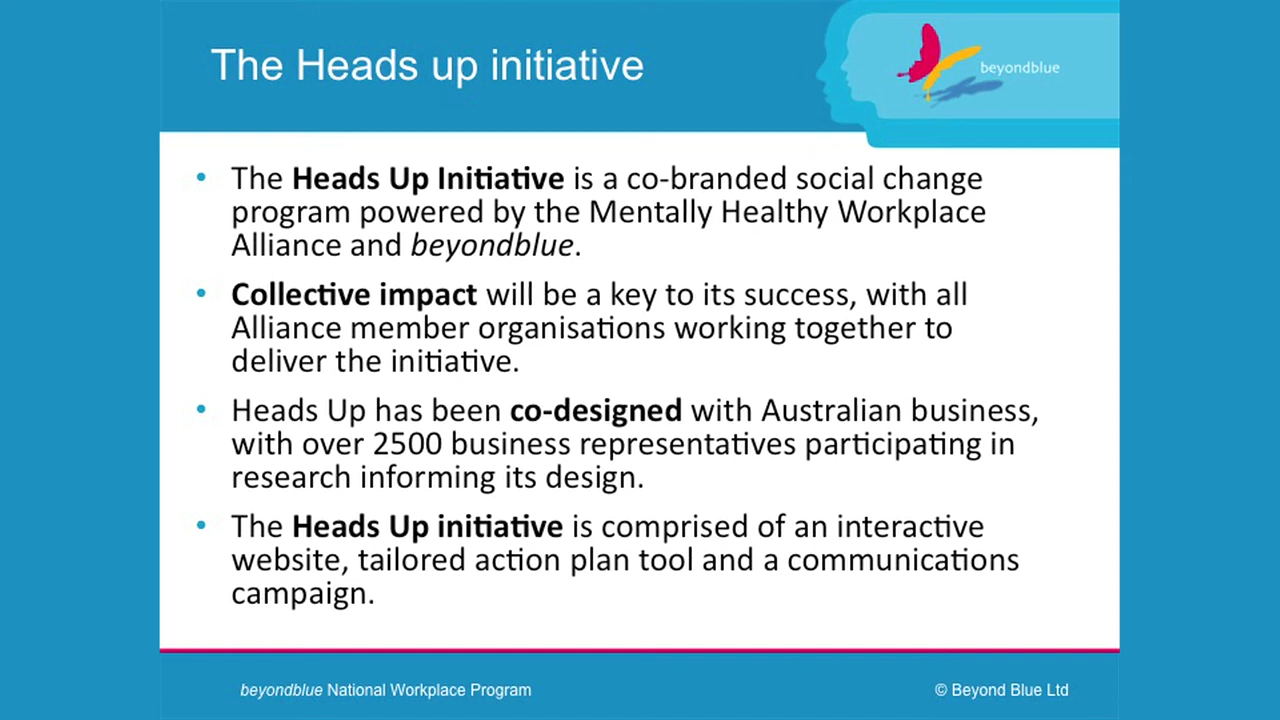 The Heads up initiative
beyondblue
• The Heads Up Initiative is a co-branded social change
program powered by the Mentally Healthy Workplace
Alliance and beyondblue.
• Collective impact will be a key to its success, with all
Alliance member organisations working together to
deliver the initiative.
• Heads Up has been co-designed with Australian business,
with over 2500 business representatives participating in
research informing its design.
• The Heads Up initiative is comprised of an interactive
website, tailored action plan tool and a communications
campaign.
beyondblue National Workplace Program
© Beyond Blue Ltd